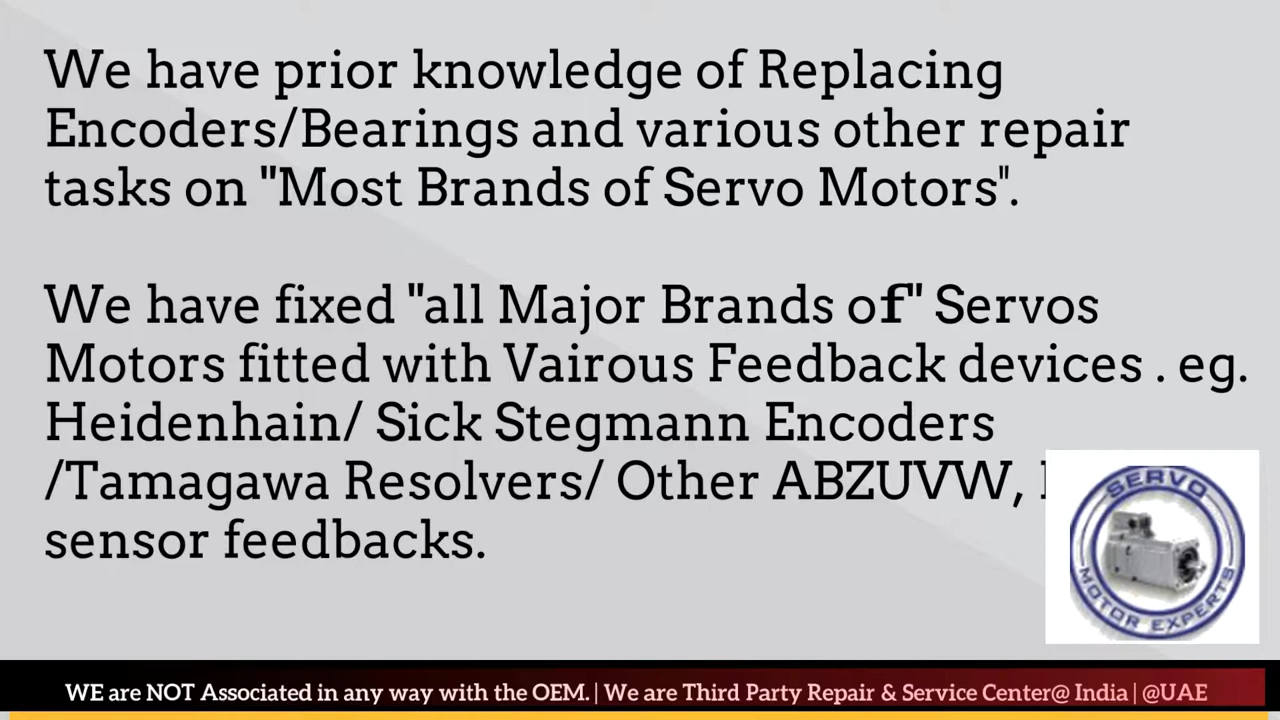 We have prior knowledge of Replacing
Encoders/Bearings and various other repair
tasks on "Most Brands of Servo Motors".
We have fixed "all Major Brands of" Servos
Motors fitted with Vairous Feedback devices . eg.
Heidenhain/ Sick Stegmann Encoders
/Tamagawa Resolvers/ Other ABZUVW,
sensor feedbacks.
SERVO
MOTOR EXPERTS
WE are NOT Associated in any way with the OEM. | We are Third Party Repair & Service Center@ India | @UAE